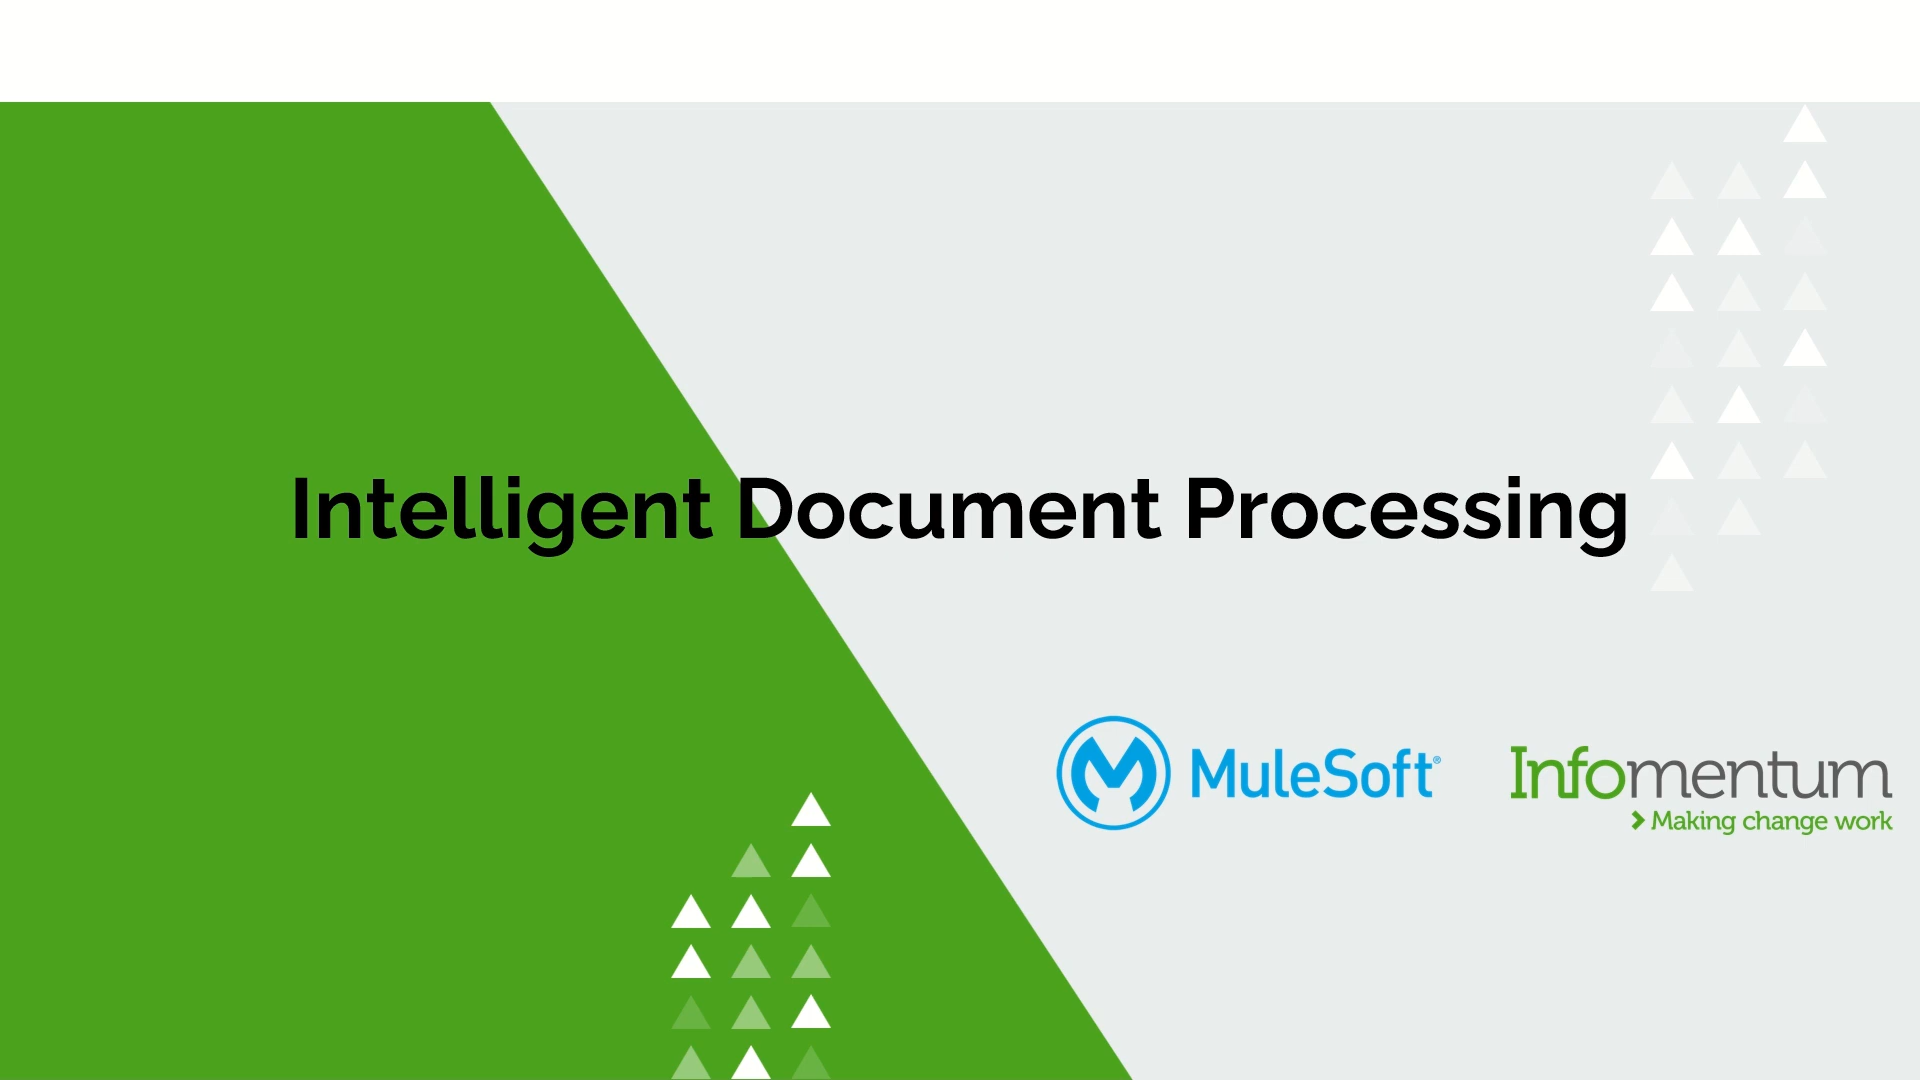 Intelligent Document Processing
MuleSoft®
Infomentum
Making change work